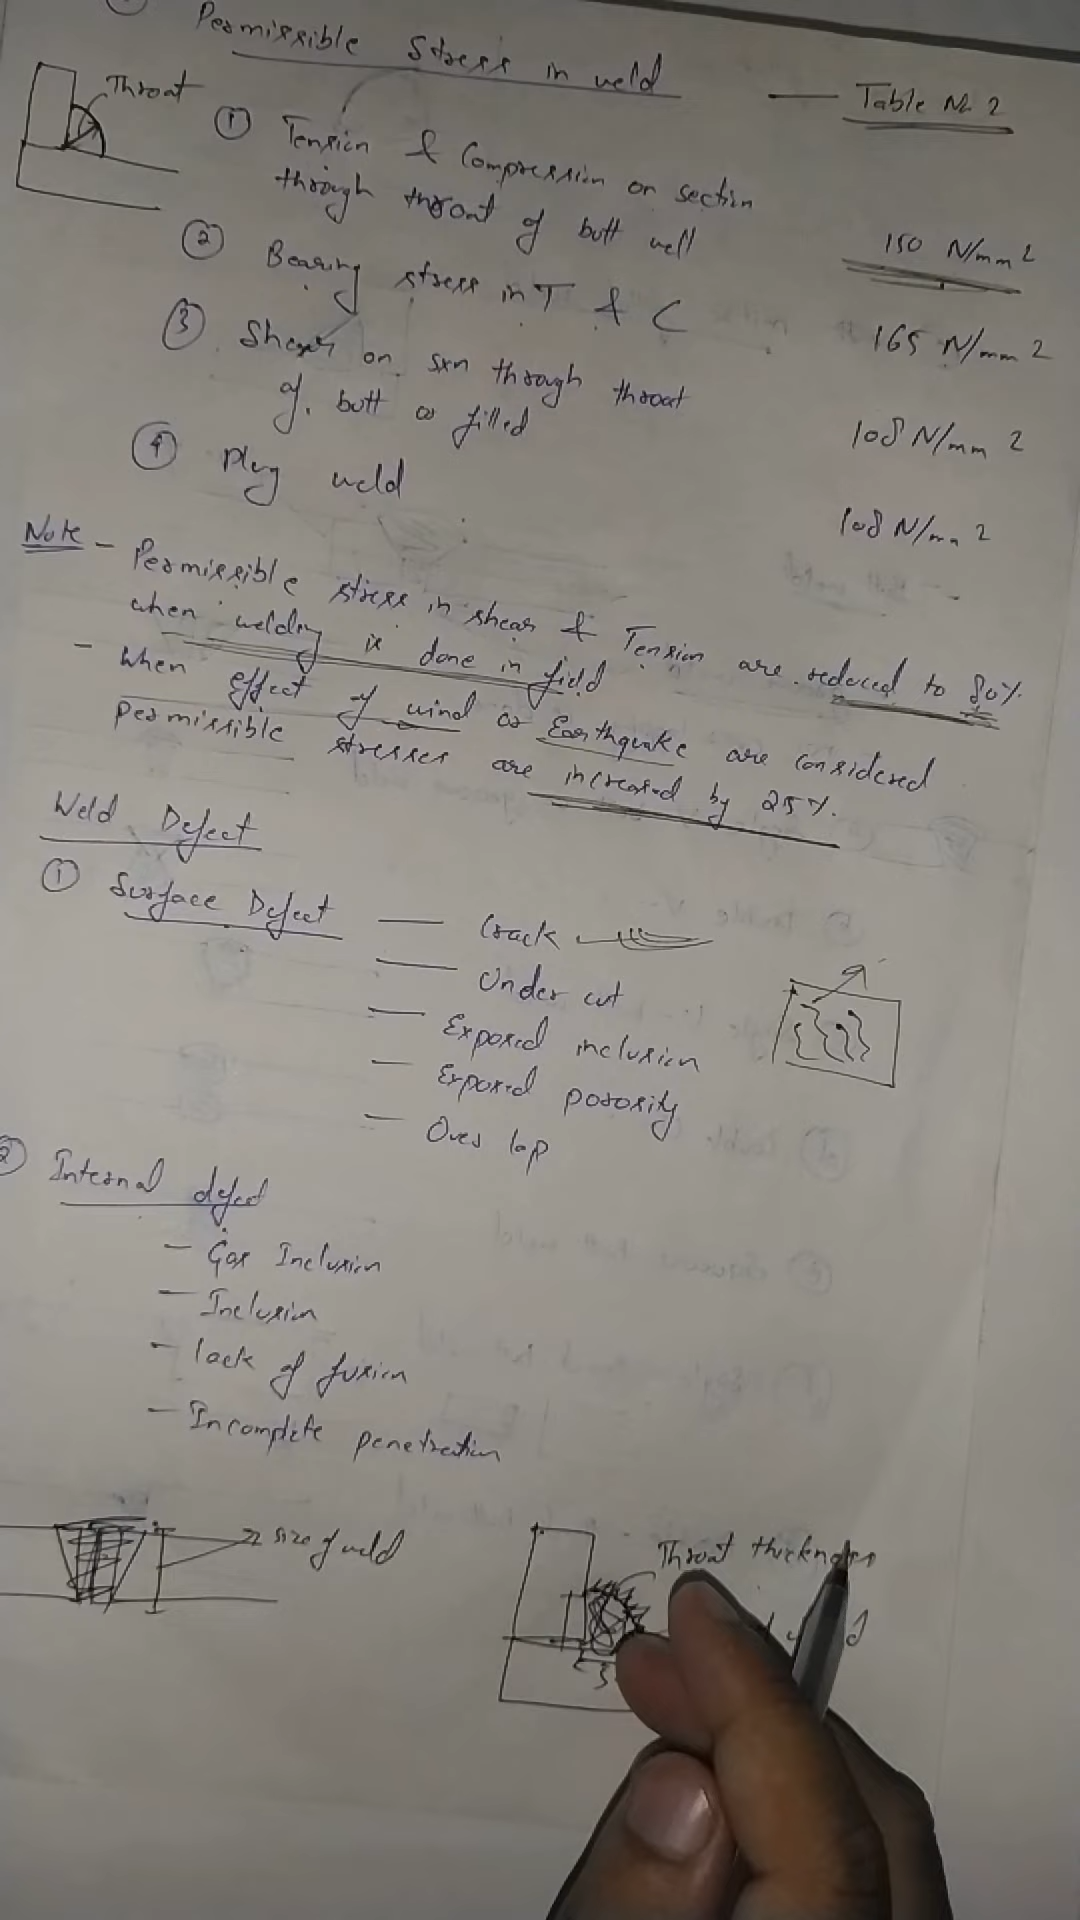 Permissible Stress in weld — Table No 2
Throat
① Tension & Compression on section
through throat of butt well
150 N/mm2
② Bearing stress in T & C
165 N/mm2
③ Shear on sxn through throat
of butt or filled
108 N/mm2
④ Plug weld
108 N/mm2
Note - Permissible stress in shear & Tension are reduced to 80%
when welding is done in field
- When effect of wind or Earthquake are considered
permissible stresses are increased by 25%.
Weld Defect
① Surface Defect — Crack
— Under cut
— Exposed inclusion
— Exposed porosity
— Over lap
② Internal defect
- Gas Inclusion
- Inclusion
- lack of fusion
- Incomplete penetration
size of weld
Throat thickness